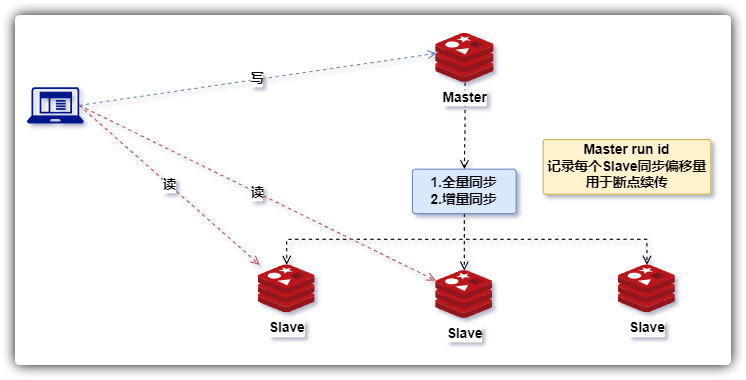 写
Master
Master run id
记录每个Slave同步偏移量
用于断点续传
1.全量同步
2.增量同步
读
读
Slave
Slave
Slave